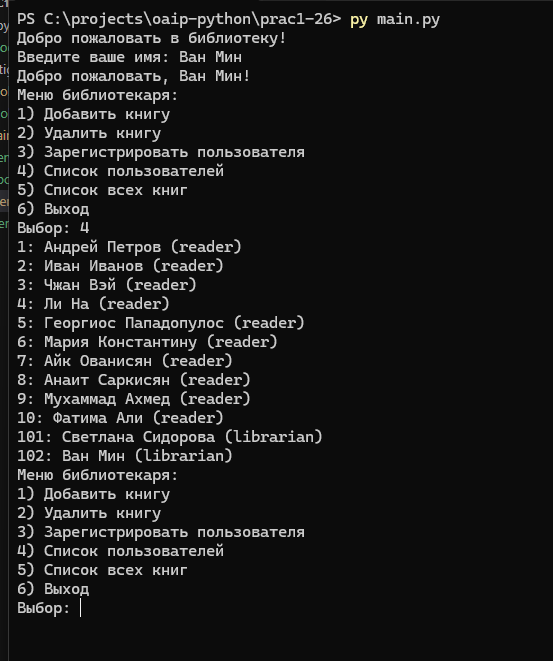 PS C:\projects\oaip-python\prac1-26> py main.py
Добро пожаловать в библиотеку!
Введите ваше имя: Ван Мин
Добро пожаловать, Ван Мин!
Меню библиотекаря:
1) Добавить книгу
2) Удалить книгу
3) Зарегистрировать пользователя
4) Список пользователей
5) Список всех книг
6) Выход
Выбор: 4
1: Андрей Петров (reader)
2: Иван Иванов (reader)
3: Чжан Вэй (reader)
4: Ли На (reader)
5: Георгиос Пападопулос (reader)
6: Мария Константину (reader)
7: Айк Ованисян (reader)
8: Анаит Саркисян (reader)
9: Мухаммад Ахмед (reader)
10: Фатима Али (reader)
101: Светлана Сидорова (librarian)
102: Ван Мин (librarian)
Меню библиотекаря:
1) Добавить книгу
2) Удалить книгу
3) Зарегистрировать пользователя
4) Список пользователей
5) Список всех книг
6) Выход
Выбор: